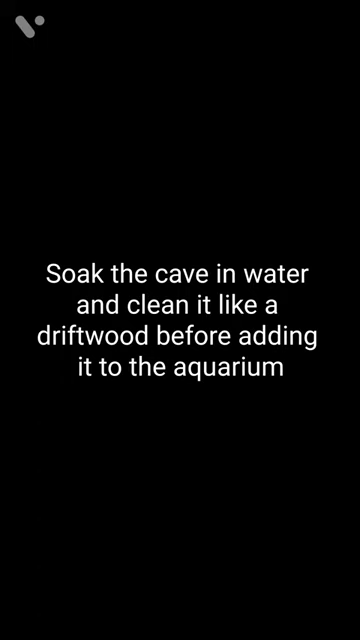 Soak the cave in water
and clean it like a
driftwood before adding
it to the aquarium